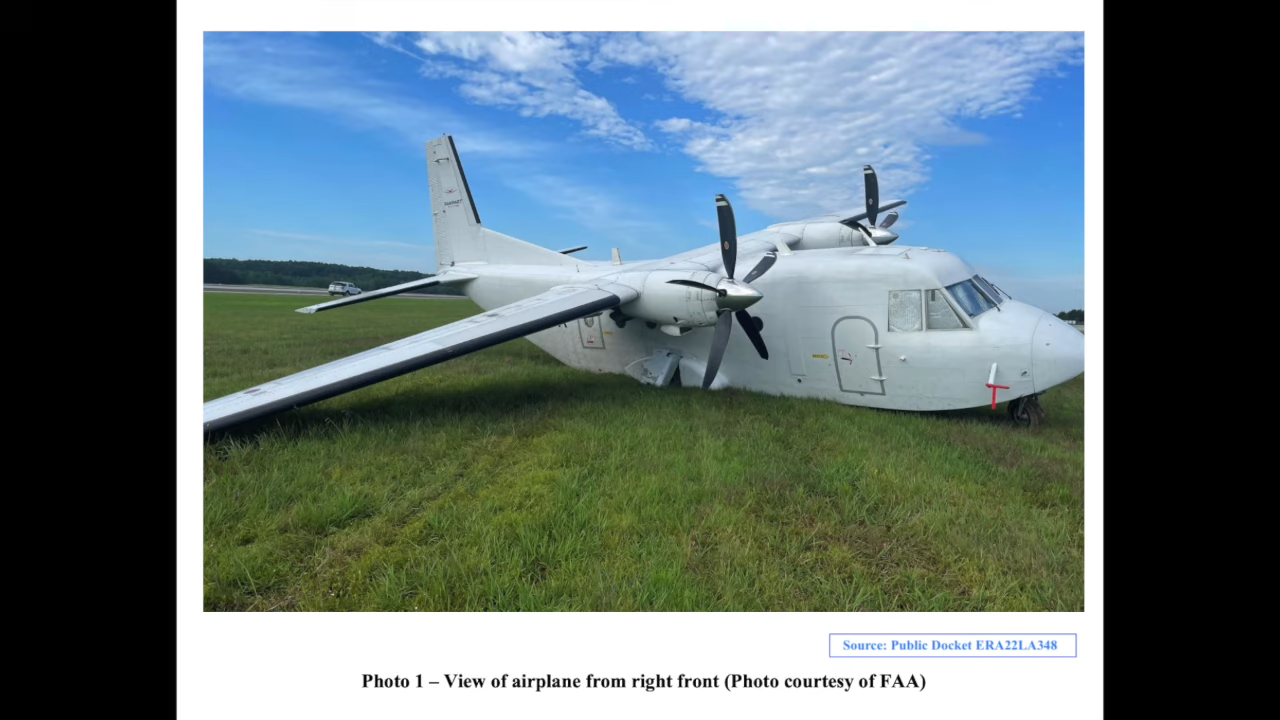 Source: Public Docket ERA22LA348
Photo 1 – View of airplane from right front (Photo courtesy of FAA)